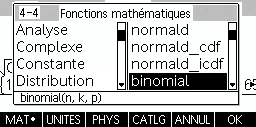 4-4 Fonctions mathématiques
Analyse normald
Complexe normald_cdf
Constante normald_icdf
Distribution binomial
binomial(n, k, p)
MAT• UNITES PHYS CATLG ANNUL OK